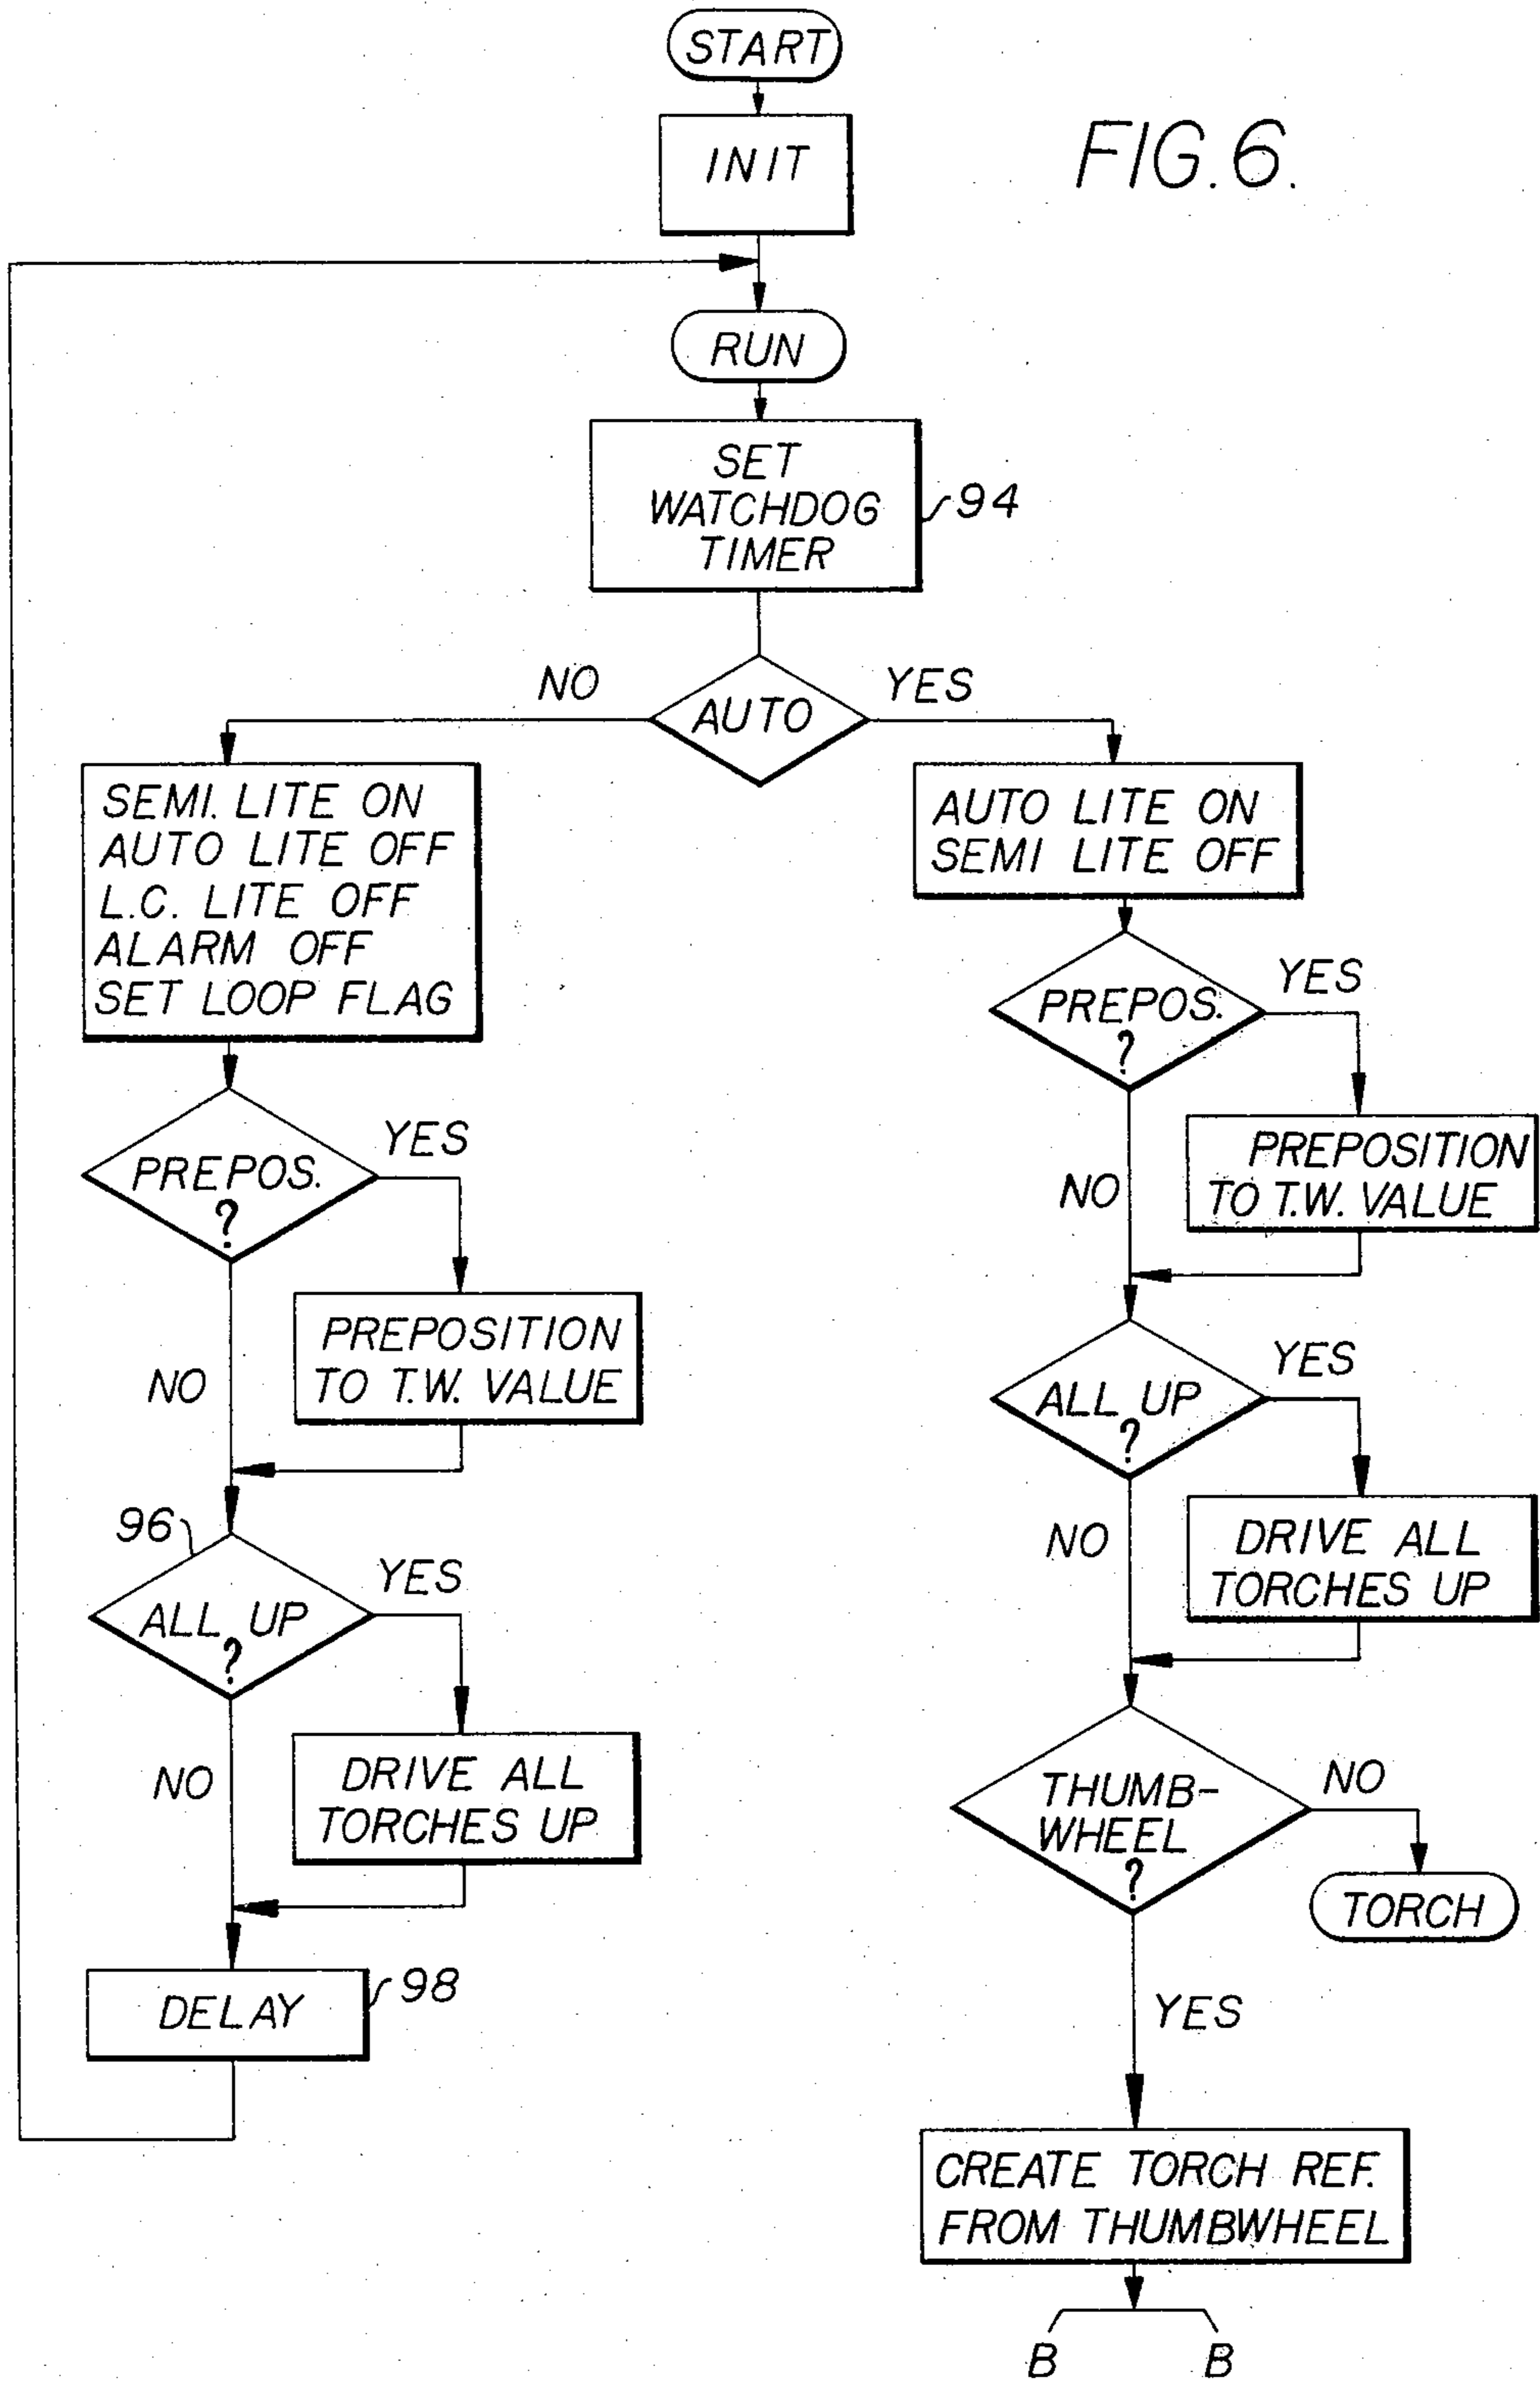 START
FIG. 6.
INIT
RUN
SET
WATCHDOG
TIMER
94
NO
YES
AUTO
SEMI. LITE ON
AUTO LITE OFF
L.C. LITE OFF
ALARM OFF
SET LOOP FLAG
PREPOS.
?
YES
NO
PREPOSITION
TO T.W. VALUE
96
ALL UP
?
YES
NO
DRIVE ALL
TORCHES UP
DELAY
98
AUTO LITE ON
SEMI LITE OFF
PREPOS.
?
YES
NO
PREPOSITION
TO T.W. VALUE
ALL UP
?
YES
NO
DRIVE ALL
TORCHES UP
THUMB-
WHEEL
?
NO
TORCH
YES
CREATE TORCH REF.
FROM THUMBWHEEL
B B